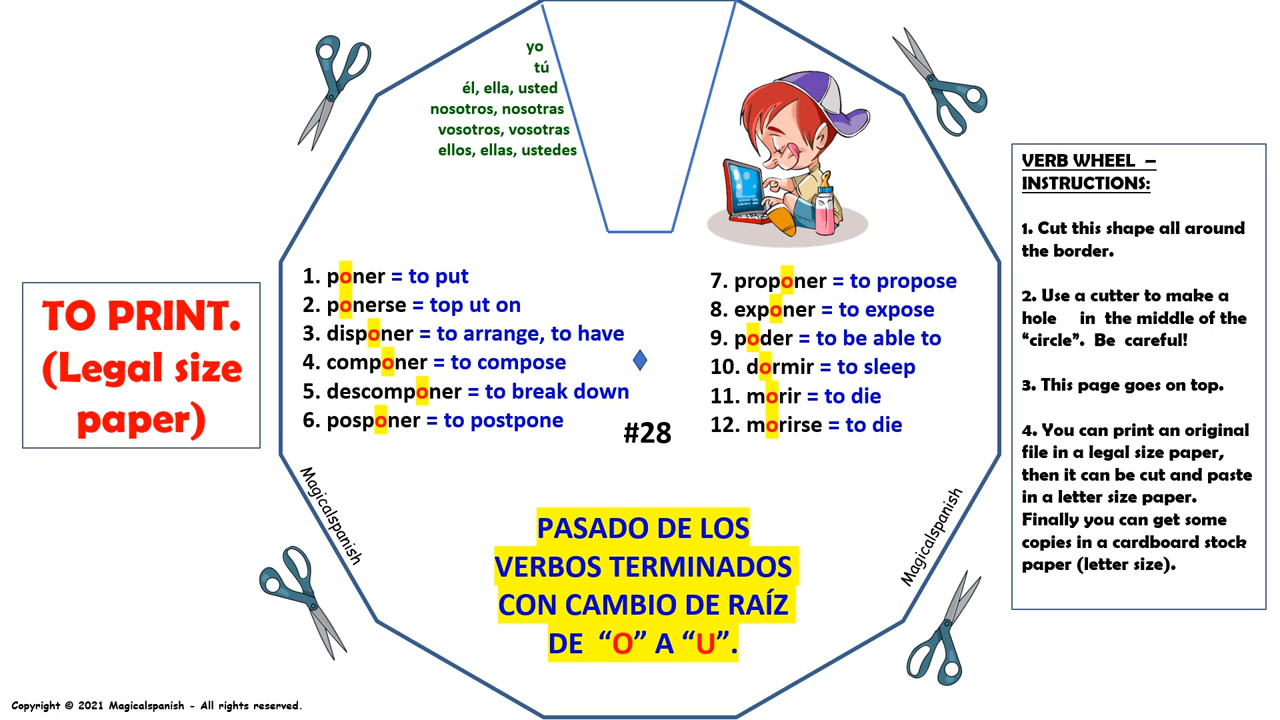 yo
tú
él, ella, usted
nosotros, nosotras
vosotros, vosotras
ellos, ellas, ustedes
TO PRINT.
(Legal size
paper)
1. poner = to put
2. ponerse = top ut on
3. disponer = to arrange, to have
4. componer = to compose
5. descomponer = to break down
6. posponer = to postpone
#28
7. proponer = to propose
8. exponer = to expose
9. poder = to be able to
10. dormir = to sleep
11. morir = to die
12. morirse = to die
Magicalspanish
Magicalspanish
PASADO DE LOS
VERBOS TERMINADOS
CON CAMBIO DE RAÍZ
DE “O” A “U”.
VERB WHEEL –
INSTRUCTIONS:
1. Cut this shape all around
the border.
2. Use a cutter to make a
hole in the middle of the
“circle”. Be careful!
3. This page goes on top.
4. You can print an original
file in a legal size paper,
then it can be cut and paste
in a letter size paper.
Finally you can get some
copies in a cardboard stock
paper (letter size).
Copyright © 2021 Magicalspanish - All rights reserved.